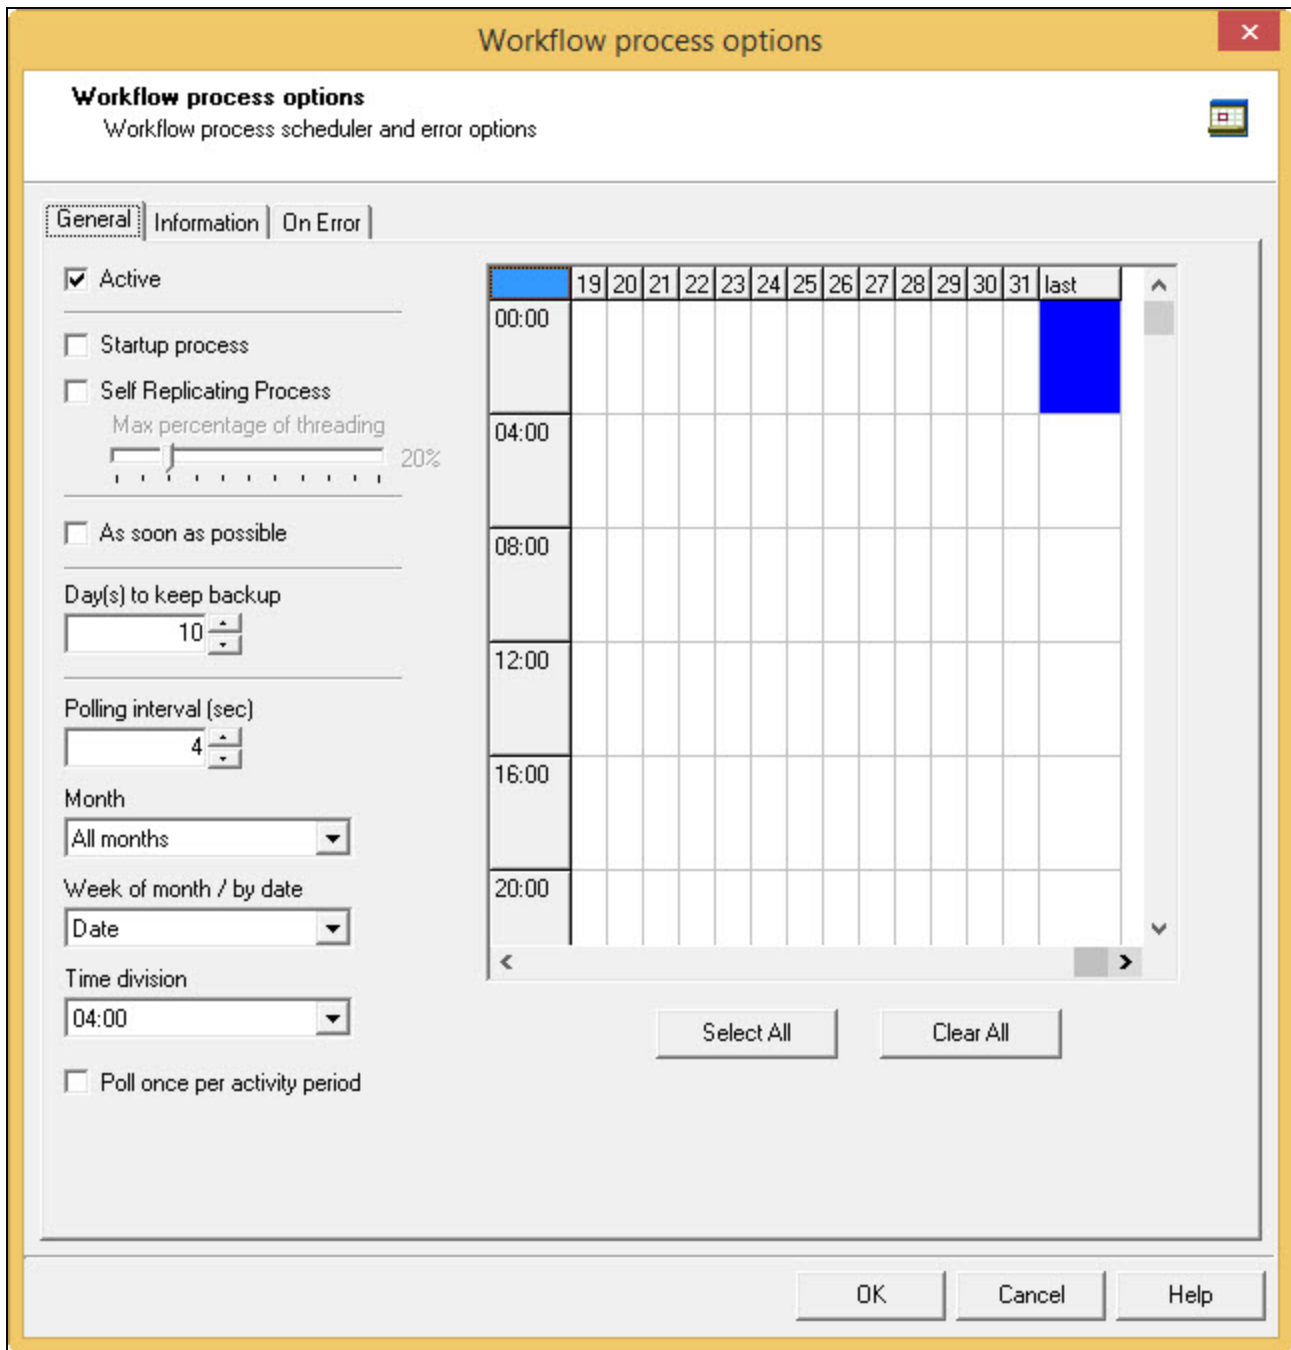 Workflow process options
Workflow process options
Workflow process scheduler and error options
General Information On Error
Active
Startup process
Self Replicating Process
Max percentage of threading
20%
As soon as possible
Day(s) to keep backup
10
Polling interval (sec)
4
Month
All months
Week of month / by date
Date
Time division
04:00
Poll once per activity period
19 20 21 22 23 24 25 26 27 28 29 30 31 last
00:00
04:00
08:00
12:00
16:00
20:00
Select All Clear All
OK Cancel Help